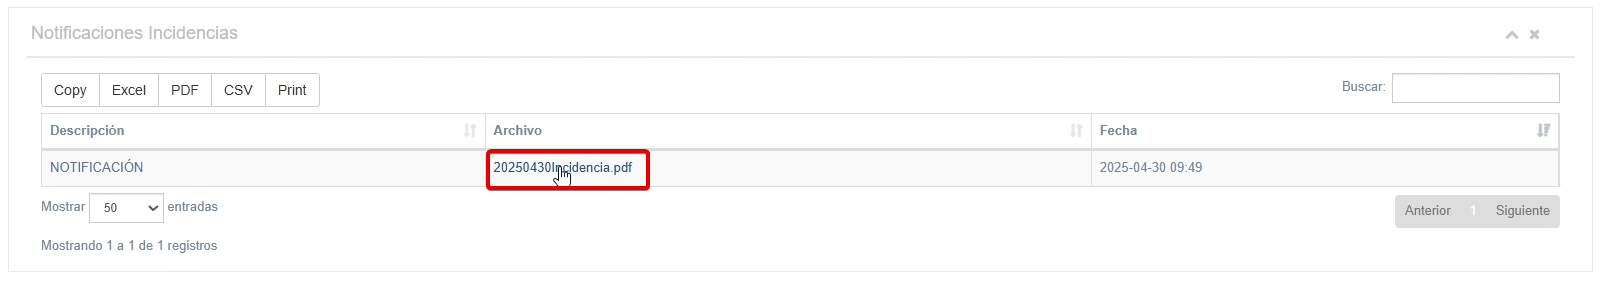 Notificaciones Incidencias
Copy Excel PDF CSV Print Buscar:
Descripción Archivo Fecha
NOTIFICACIÓN 20250430Incidencia.pdf 2025-04-30 09:49
Mostrar 50 entradas Anterior 1 Siguiente
Mostrando 1 a 1 de 1 registros